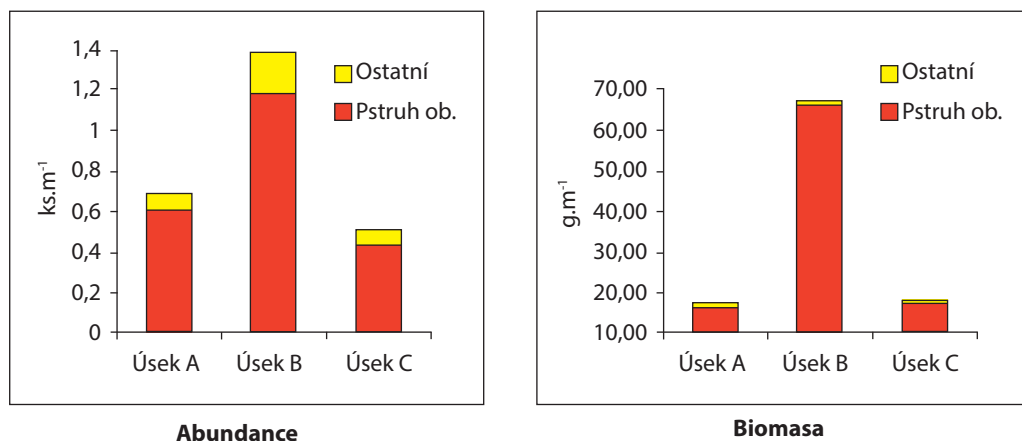 1,4
1,2
1
0,8
0,6
0,4
0,2
0
ks.m-1
Ostatní
Pstruh ob.
Úsek A
Úsek B
Úsek C
Abundance
70,00
60,00
50,00
40,00
30,00
20,00
10,00
g.m-1
Ostatní
Pstruh ob.
Úsek A
Úsek B
Úsek C
Biomasa